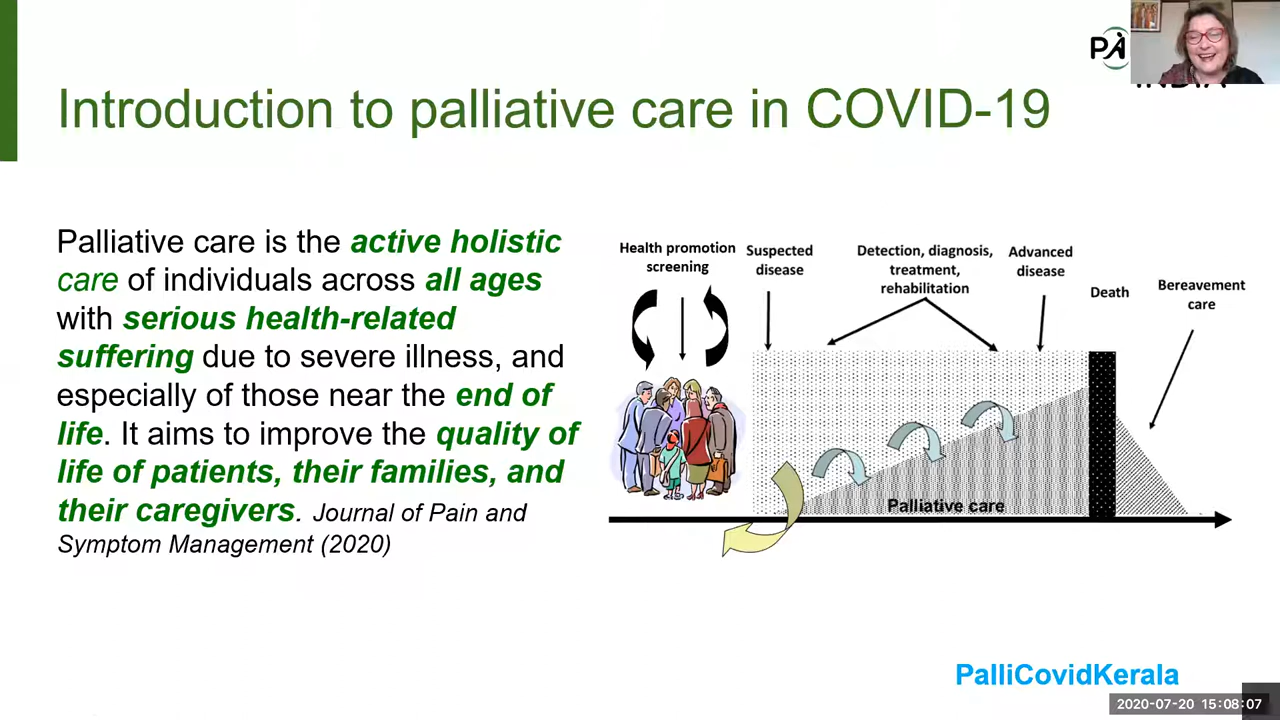 PA
INDIA
Introduction to palliative care in COVID-19
Palliative care is the active holistic
care of individuals across all ages
with serious health-related
suffering due to severe illness, and
especially of those near the end of
life. It aims to improve the quality of
life of patients, their families, and
their caregivers. Journal of Pain and
Symptom Management (2020)
Health promotion
screening
Suspected
disease
Detection, diagnosis,
treatment,
rehabilitation
Advanced
disease
Death
Bereavement
care
Palliative care
PalliCovidKerala
2020-07-20 15:08:07